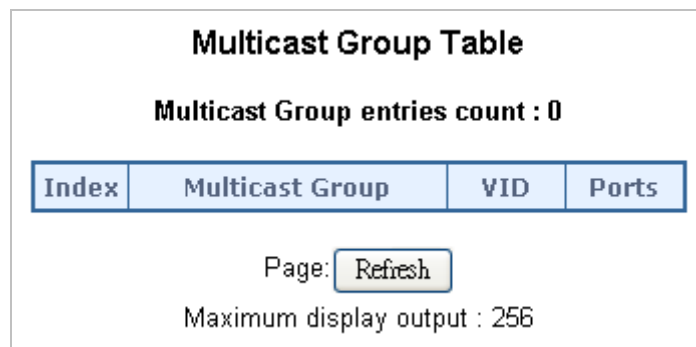 Multicast Group Table
Multicast Group entries count : 0
Index Multicast Group VID Ports
Page: Refresh
Maximum display output : 256